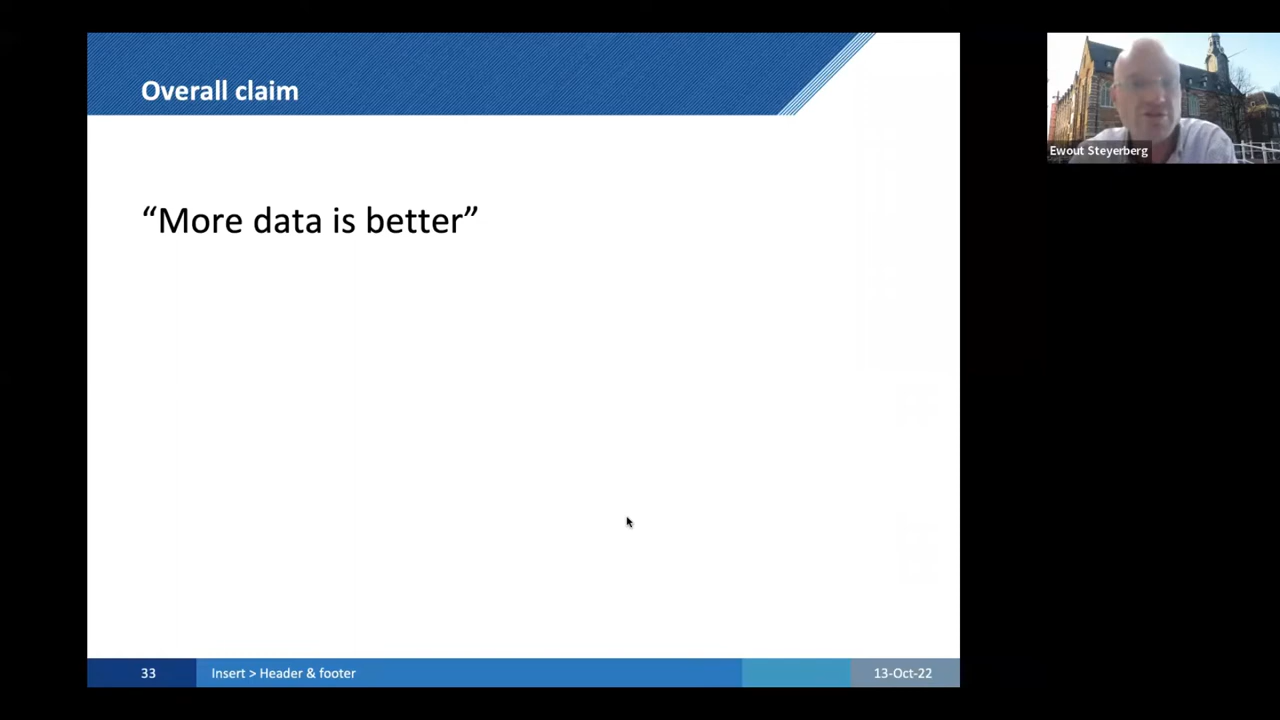 Overall claim
“More data is better”
33
Insert > Header & footer
13-Oct-22
Ewout Steyerberg